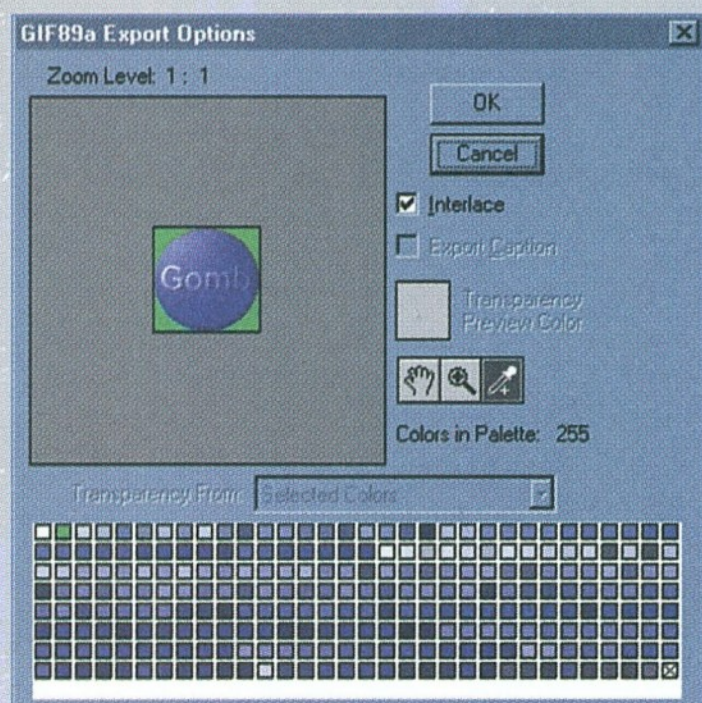 GIF89a Export Options
Zoom Level: 1 : 1
OK
Cancel
Interlace
Export Caption
Gomb
Transparency
Preview Color
Colors in Palette: 255
Transparency From: Selected Colors